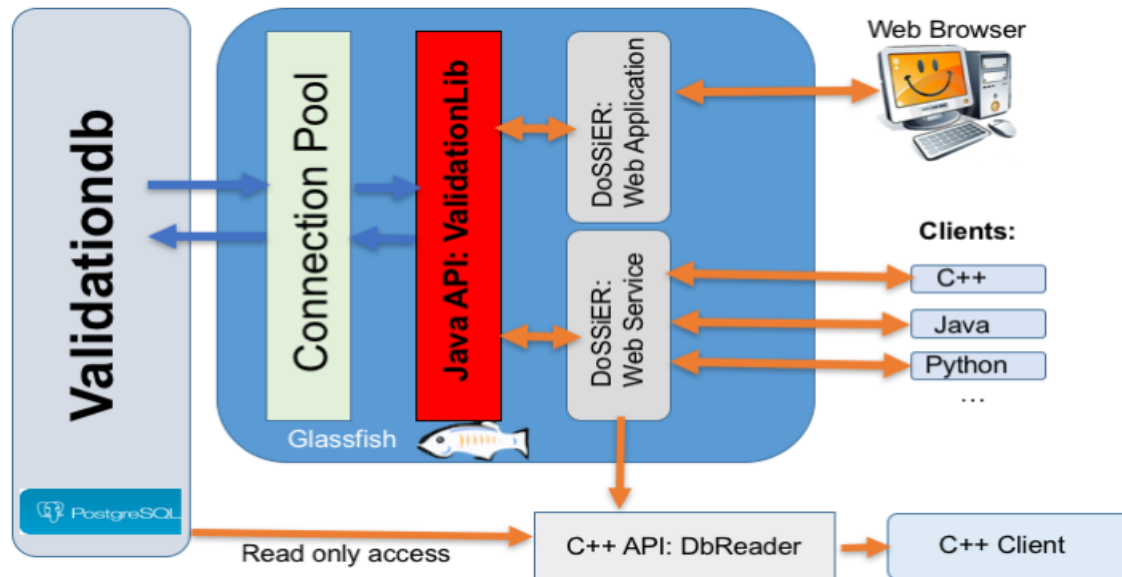 Validationdb
PostgreSQL
Connection Pool
Java API: ValidationLib
DoSSiER:
Web Application
DoSSiER:
Web Service
Glassfish
Web Browser
Clients:
C++
Java
Python
...
Read only access
C++ API: DbReader
C++ Client